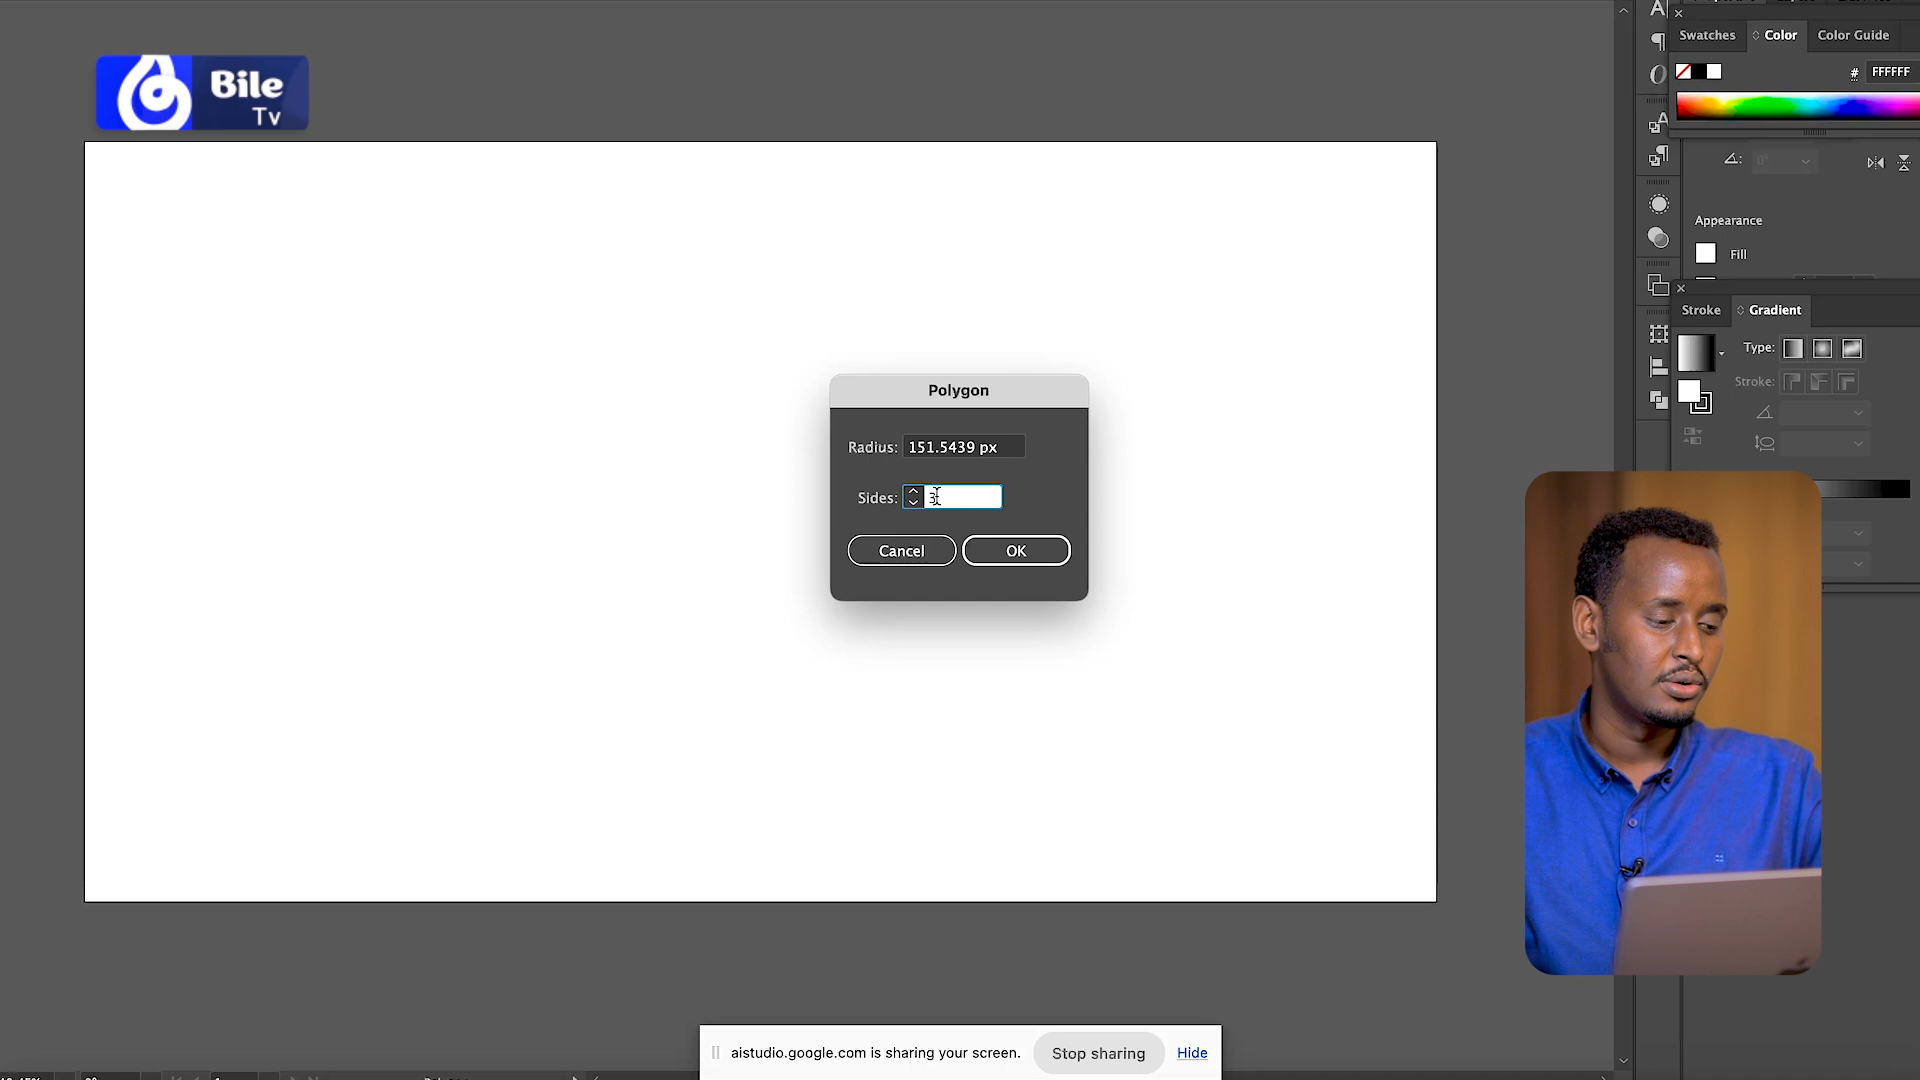 Bile
Tv
Swatches
Color
Color Guide
# FFFFFF
Appearance
Fill
Stroke
Gradient
Type:
Stroke:
Polygon
Radius: 151.5439 px
Sides: 3
Cancel
OK
aistudio.google.com is sharing your screen.
Stop sharing
Hide